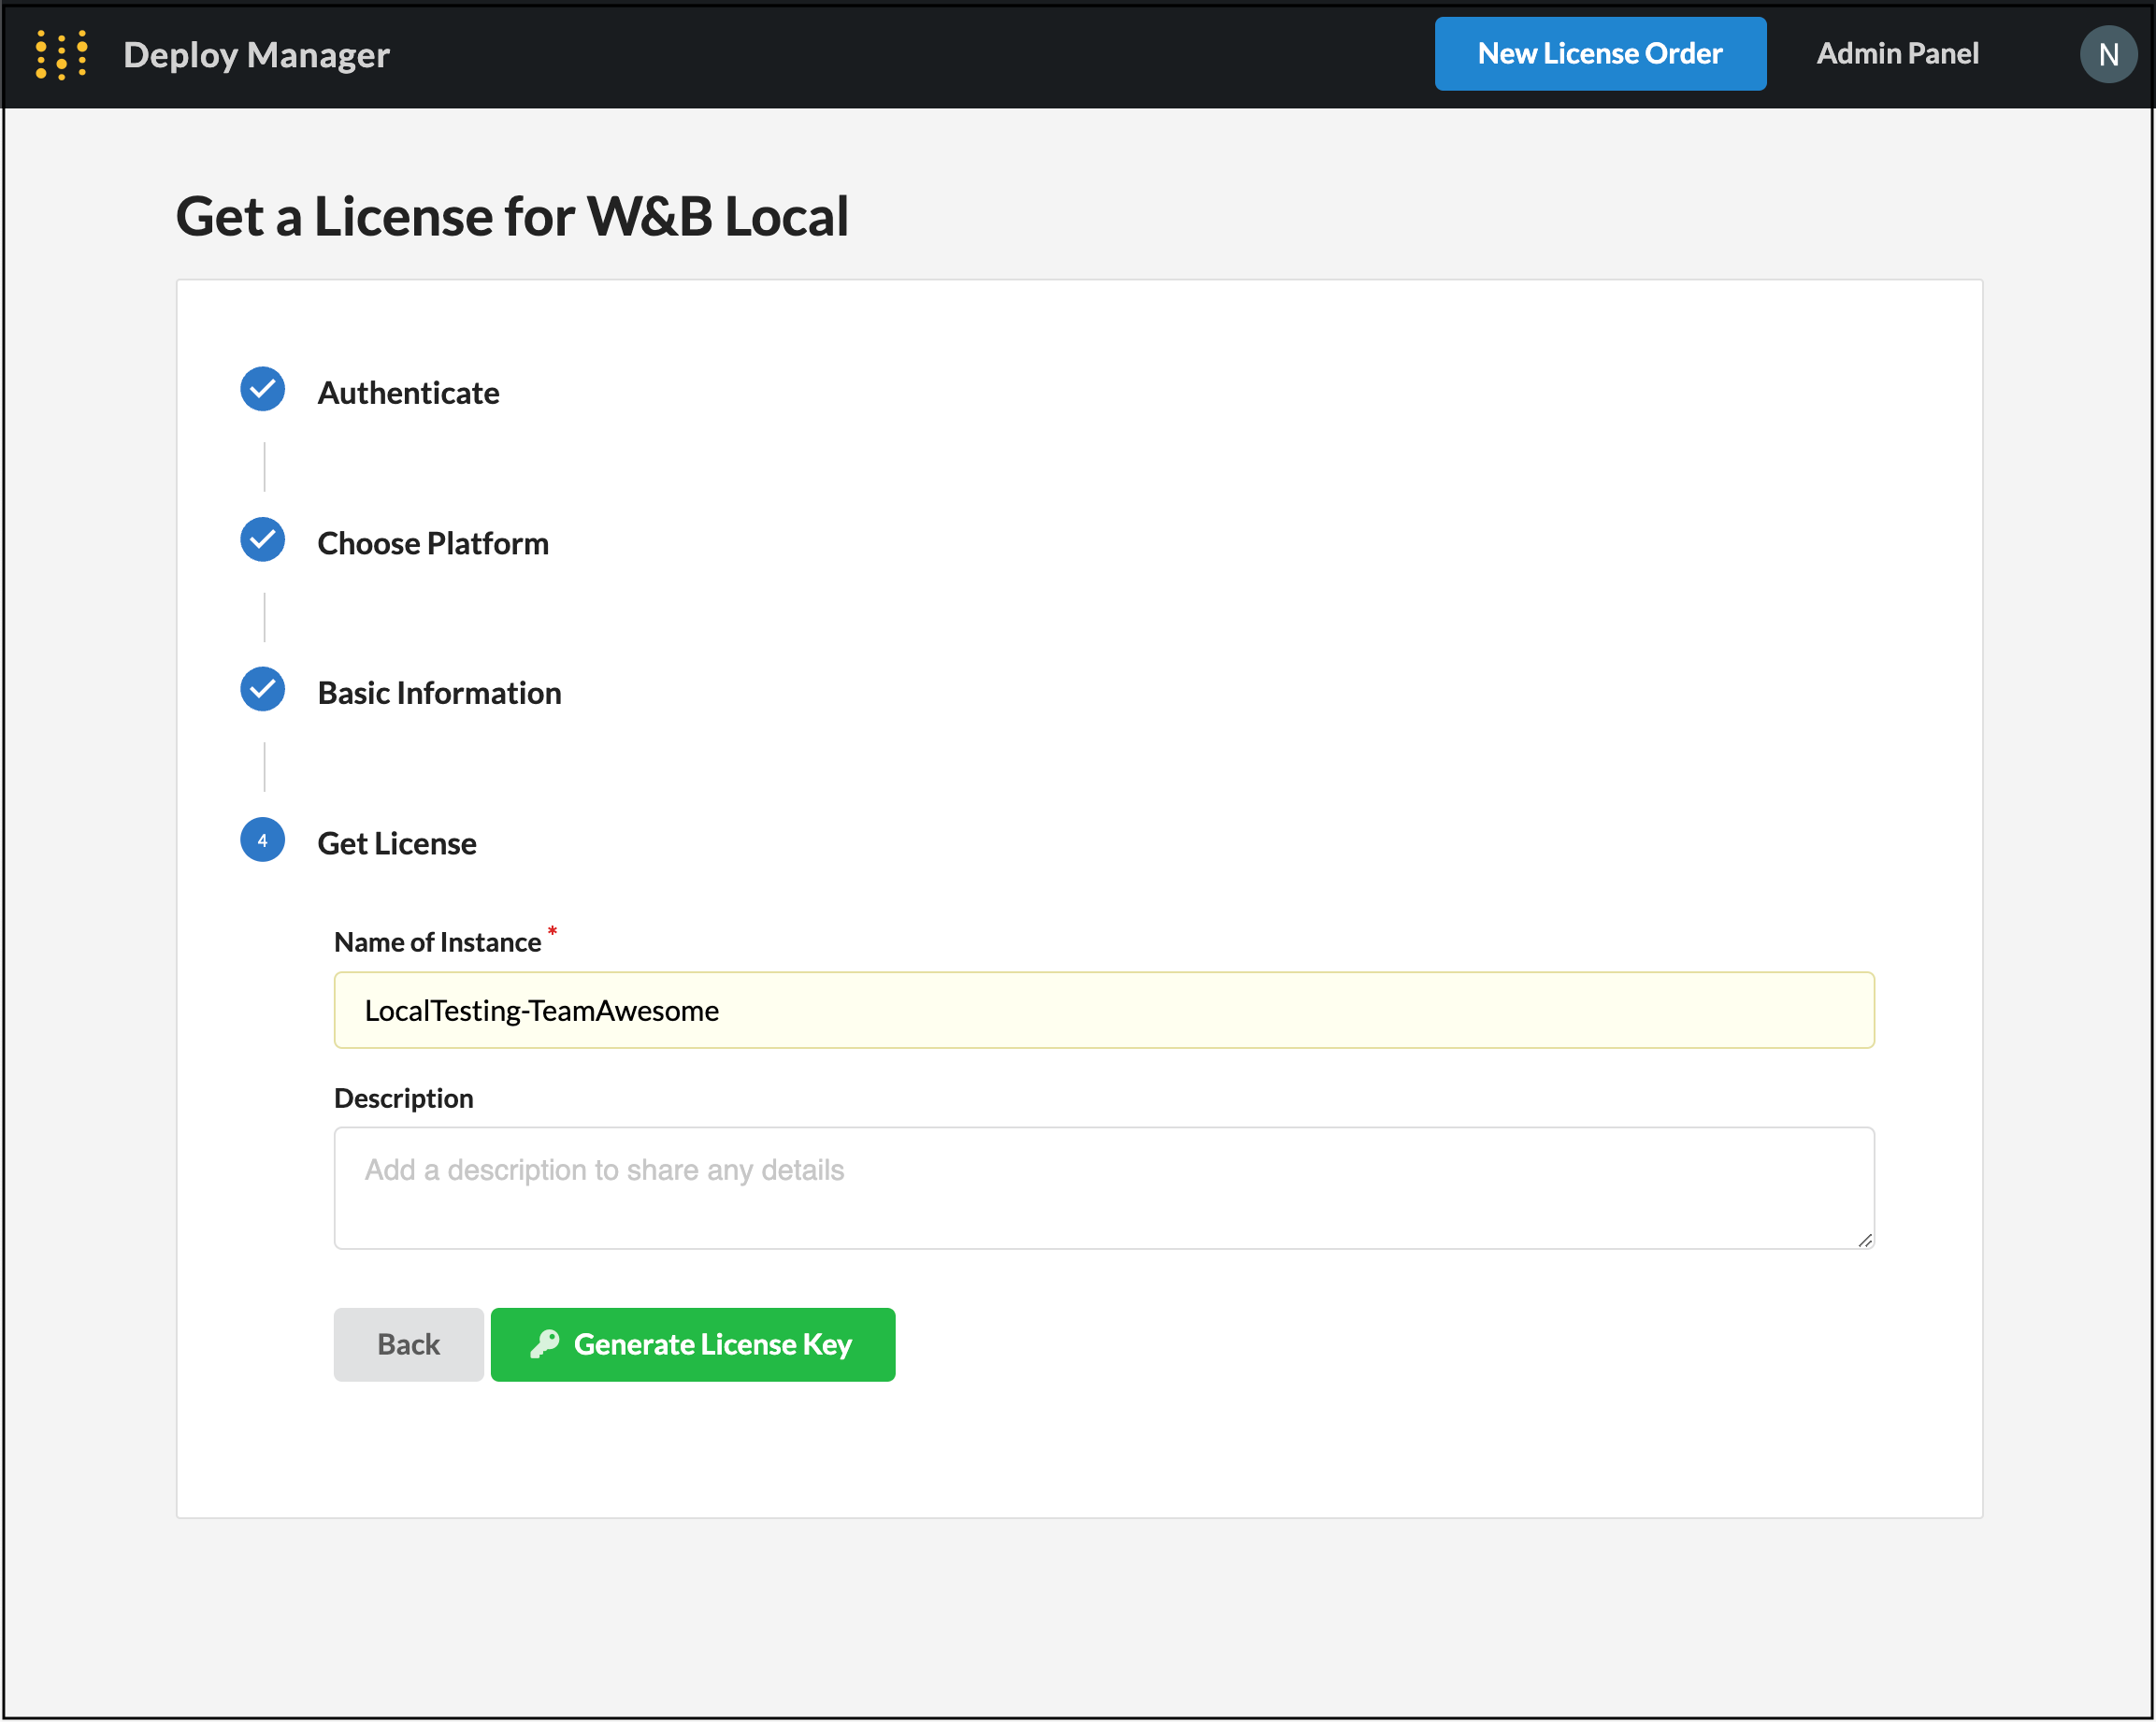 Deploy Manager
New License Order
Admin Panel
N
Get a License for W&B Local
Authenticate
Choose Platform
Basic Information
4
Get License
Name of Instance *
LocalTesting-TeamAwesome
Description
Add a description to share any details
Back
Generate License Key